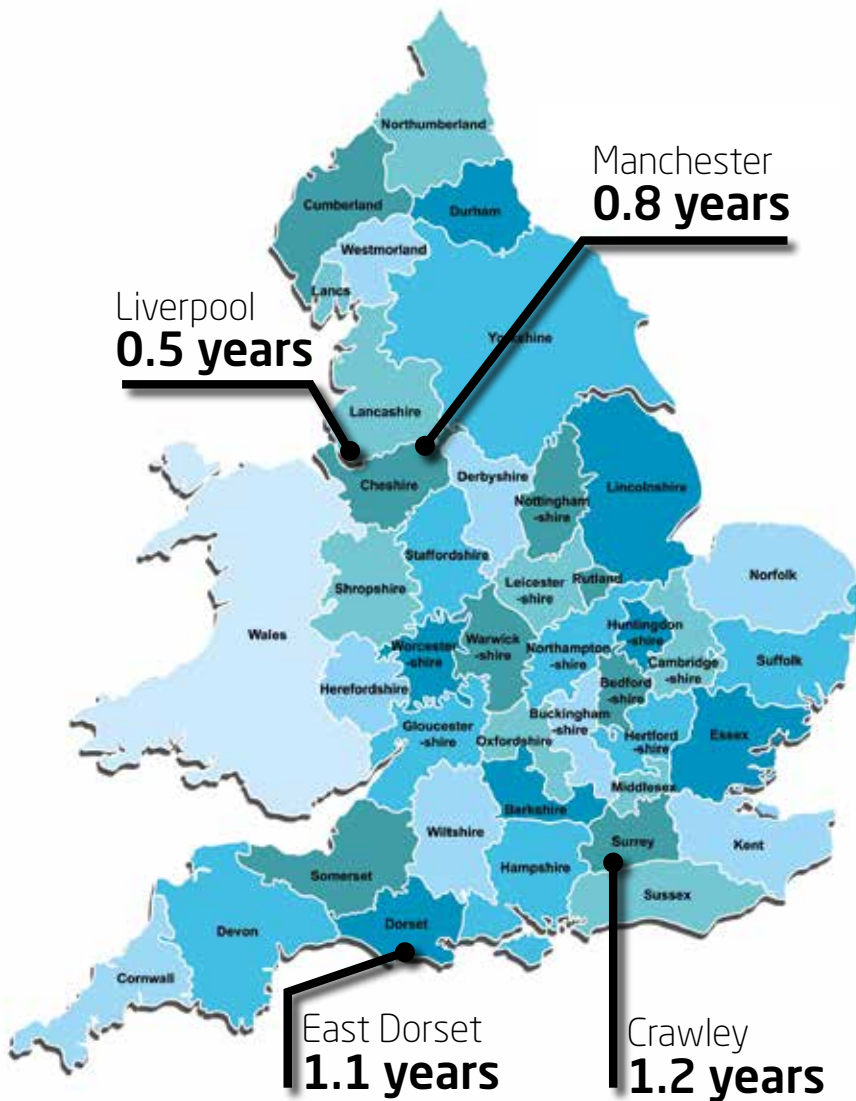 Northumberland
Manchester
0.8 years
Cumberland
Durham
Westmorland
Lancs
Liverpool
0.5 years
Yorkshire
Lancashire
Cheshire
Derbyshire
Nottingham
-shire
Lincolnshire
Staffordshire
Shropshire
Leicester
-shire
Rutland
Norfolk
Wales
Worcester
-shire
Warwick
-shire
Northampton
-shire
Huntingdon
-shire
Cambridge
-shire
Suffolk
Herefordshire
Bedford
-shire
Gloucester
-shire
Oxfordshire
Buckingham
-shire
Hertford
-shire
Essex
Middlesex
Berkshire
Wiltshire
Surrey
Kent
Hampshire
Somerset
Sussex
Devon
Dorset
Cornwall
East Dorset
1.1 years
Crawley
1.2 years